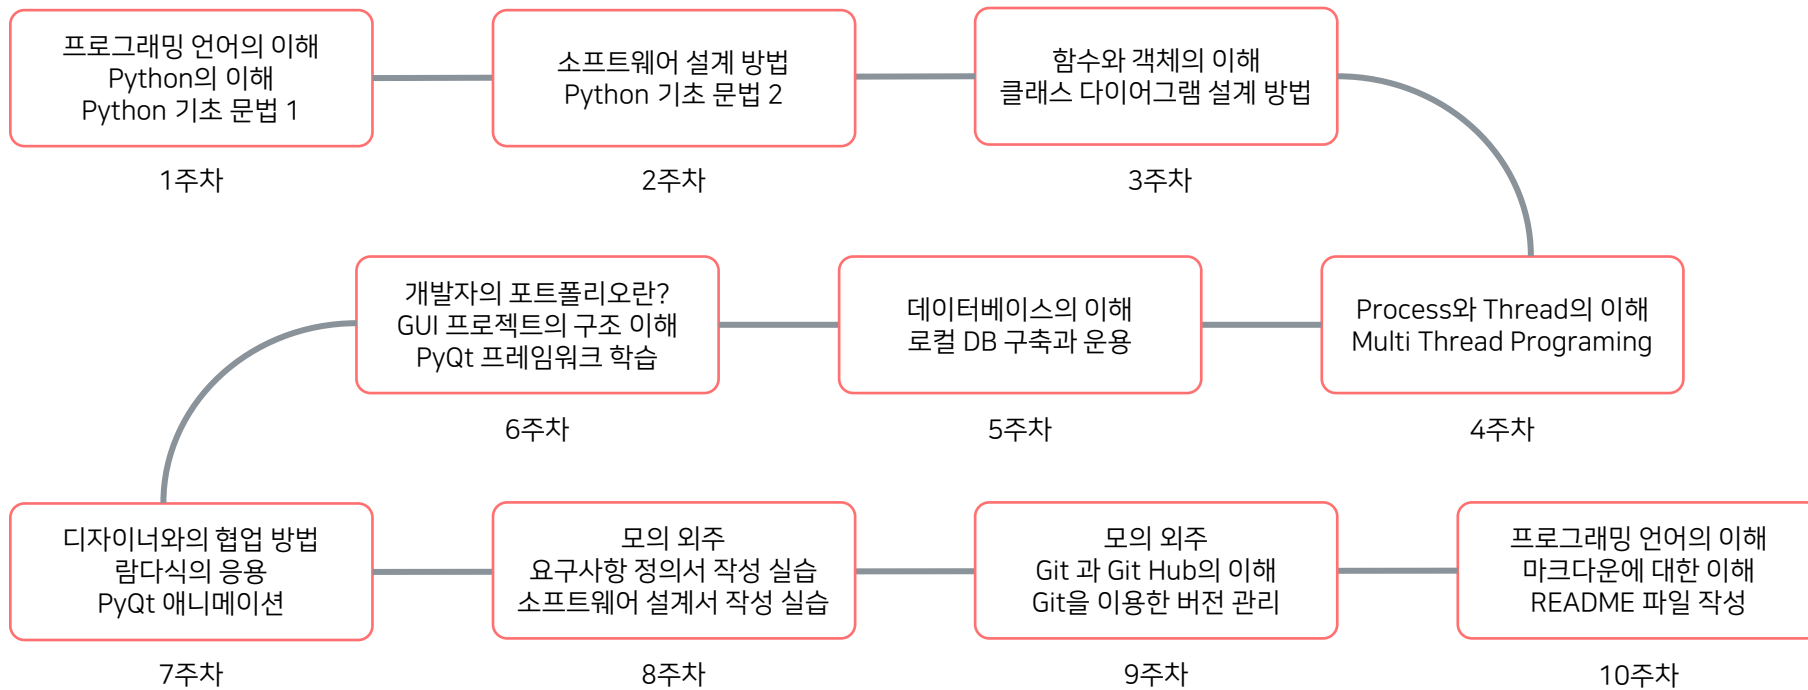 프로그래밍 언어의 이해
Python의 이해
Python 기초 문법 1
1주차
소프트웨어 설계 방법
Python 기초 문법 2
2주차
함수와 객체의 이해
클래스 다이어그램 설계 방법
3주차
Process와 Thread의 이해
Multi Thread Programing
4주차
데이터베이스의 이해
로컬 DB 구축과 운용
5주차
개발자의 포트폴리오란?
GUI 프로젝트의 구조 이해
PyQt 프레임워크 학습
6주차
디자이너와의 협업 방법
람다식의 응용
PyQt 애니메이션
7주차
모의 외주
요구사항 정의서 작성 실습
소프트웨어 설계서 작성 실습
8주차
모의 외주
Git 과 Git Hub의 이해
Git을 이용한 버전 관리
9주차
프로그래밍 언어의 이해
마크다운에 대한 이해
README 파일 작성
10주차